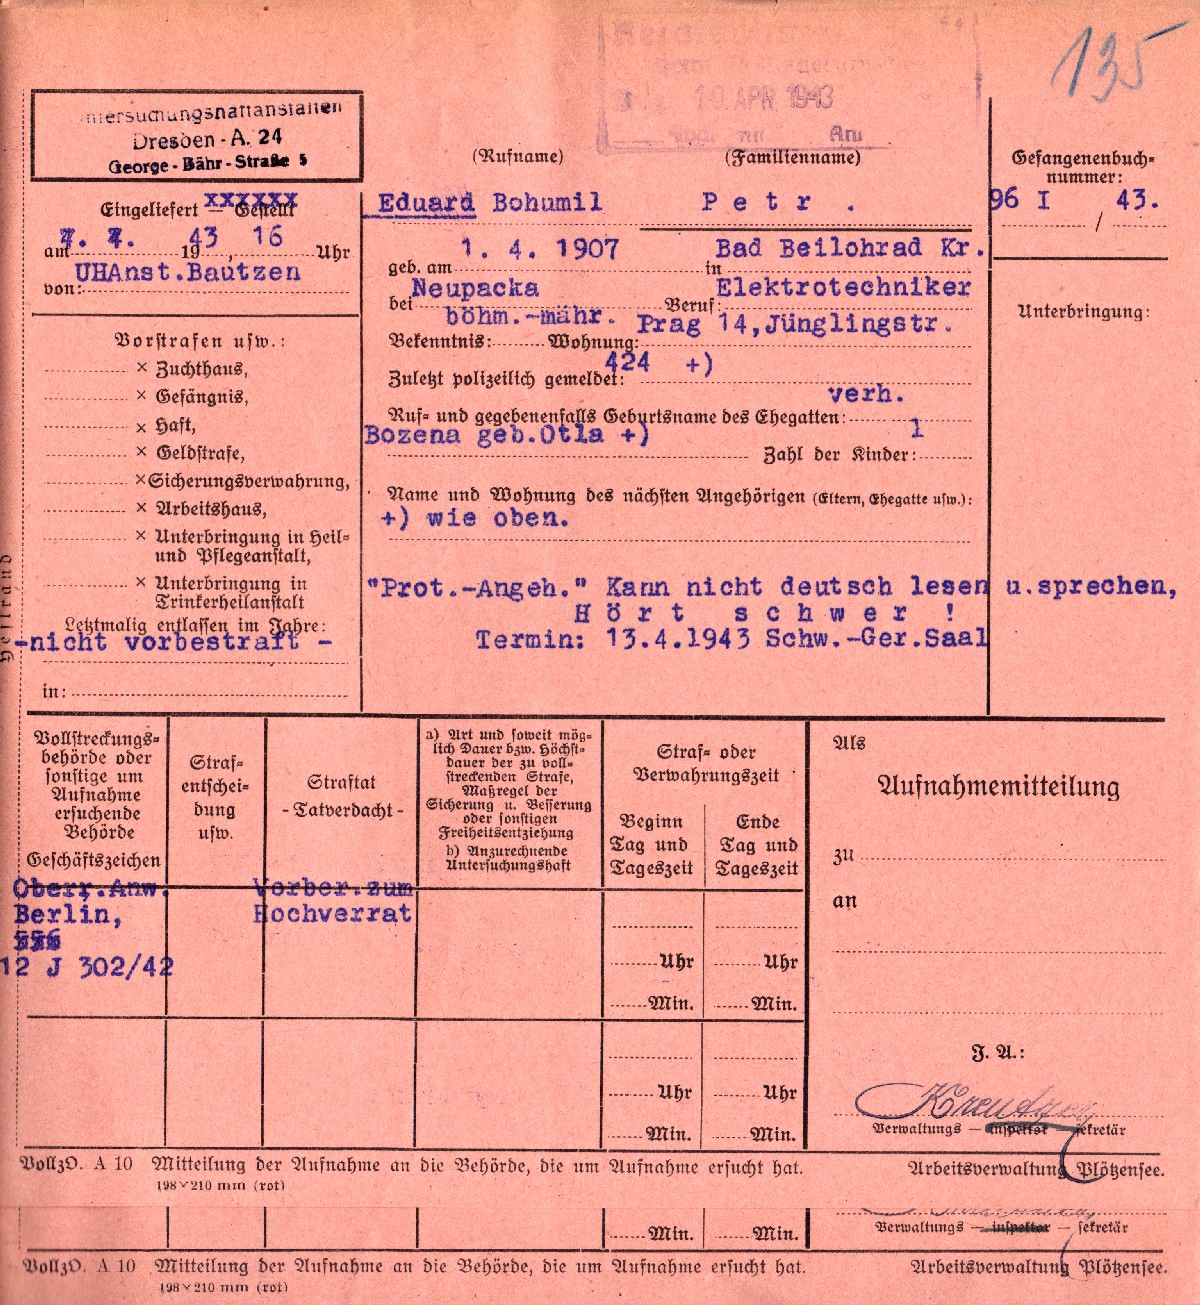 135
10. APR. 1943
Untersuchungshaftanstalten
Dresden - A. 24
George - Bähr - Straße 5
(Rufname) (Familienname)
Gefangenenbuch=
nummer:
Eingeliefert — Gestellt xxxxxx
Eduard Bohumil P e t r .
96 I / 43.
am 7. 4. 1943, 16 Uhr
von: UHAnst.Bautzen
geb. am 1. 4. 1907 in Bad Beilohrad Kr.
bei Neupacka Beruf: Elektrotechniker
Bekenntnis: böhm.-mähr. Wohnung: Prag 14, Jünglingstr.
424 +)
Zuletzt polizeilich gemeldet:
verh.
Ruf= und gegebenenfalls Geburtsname des Ehegatten:
Bozena geb.Otla +) 1
Zahl der Kinder:
Name und Wohnung des nächsten Angehörigen (Eltern, Ehegatte usw.):
+) wie oben.
Unterbringung:
Vorstrafen usw.:
× Zuchthaus,
× Gefängnis,
× Haft,
× Geldstrafe,
× Sicherungsverwahrung,
× Arbeitshaus,
× Unterbringung in Heil=
und Pflegeanstalt,
× Unterbringung in
Trinkerheilanstalt
Letztmalig entlassen im Jahre:
-nicht vorbestraft -
in:
"Prot.-Angeh." Kann nicht deutsch lesen u.sprechen,
H ö r t s c h w e r !
Termin: 13.4.1943 Schw.-Ger.Saal
Heftrand
Vollstreckungs=
behörde oder
sonstige um
Aufnahme
ersuchende
Behörde
Geschäftszeichen
Straf=
entschei=
dung
usw.
Straftat
- Tatverdacht -
a) Art und soweit mög=
lich Dauer bzw. Höchst=
dauer der zu voll=
streckenden Strafe,
Maßregel der
Sicherung u. Besserung
oder sonstigen
Freiheitsentziehung
b) Anzurechnende
Untersuchungshaft
Straf= oder
Verwahrungszeit
Beginn
Tag und
Tageszeit
Ende
Tag und
Tageszeit
Oberr.Anw.
Berlin,
12 J 302/42
Vorber.zum
Hochverrat
Uhr Uhr
Min. Min.
Uhr Uhr
Min. Min.
Als
Aufnahmemitteilung
zu
an
J. A.:
Kreutzer
Verwaltungs — inspektor — sekretär
VollzO. A 10 Mitteilung der Aufnahme an die Behörde, die um Aufnahme ersucht hat. Arbeitsverwaltung Plötzensee.
198×210 mm (rot)
Min. Min.
Verwaltungs — inspektor — sekretär
VollzO. A 10 Mitteilung der Aufnahme an die Behörde, die um Aufnahme ersucht hat. Arbeitsverwaltung Plötzensee.
198×210 mm (rot)